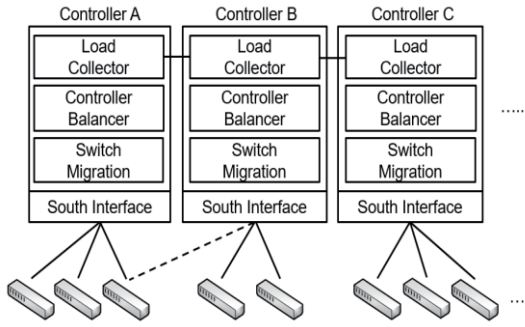 Controller A
Controller B
Controller C
Load
Collector
Load
Collector
Load
Collector
Controller
Balancer
Controller
Balancer
Controller
Balancer
.....
Switch
Migration
Switch
Migration
Switch
Migration
South Interface
South Interface
South Interface
...